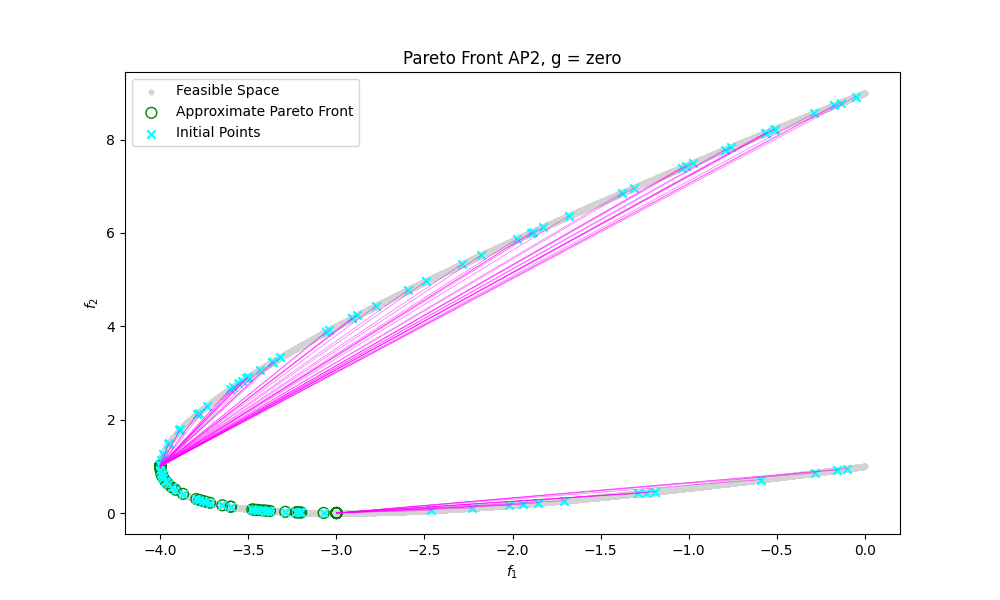 Pareto Front AP2, g = zero
Feasible Space
Approximate Pareto Front
Initial Points
8
6
4
2
0
f₂
−4.0 −3.5 −3.0 −2.5 −2.0 −1.5 −1.0 −0.5 0.0
f₁